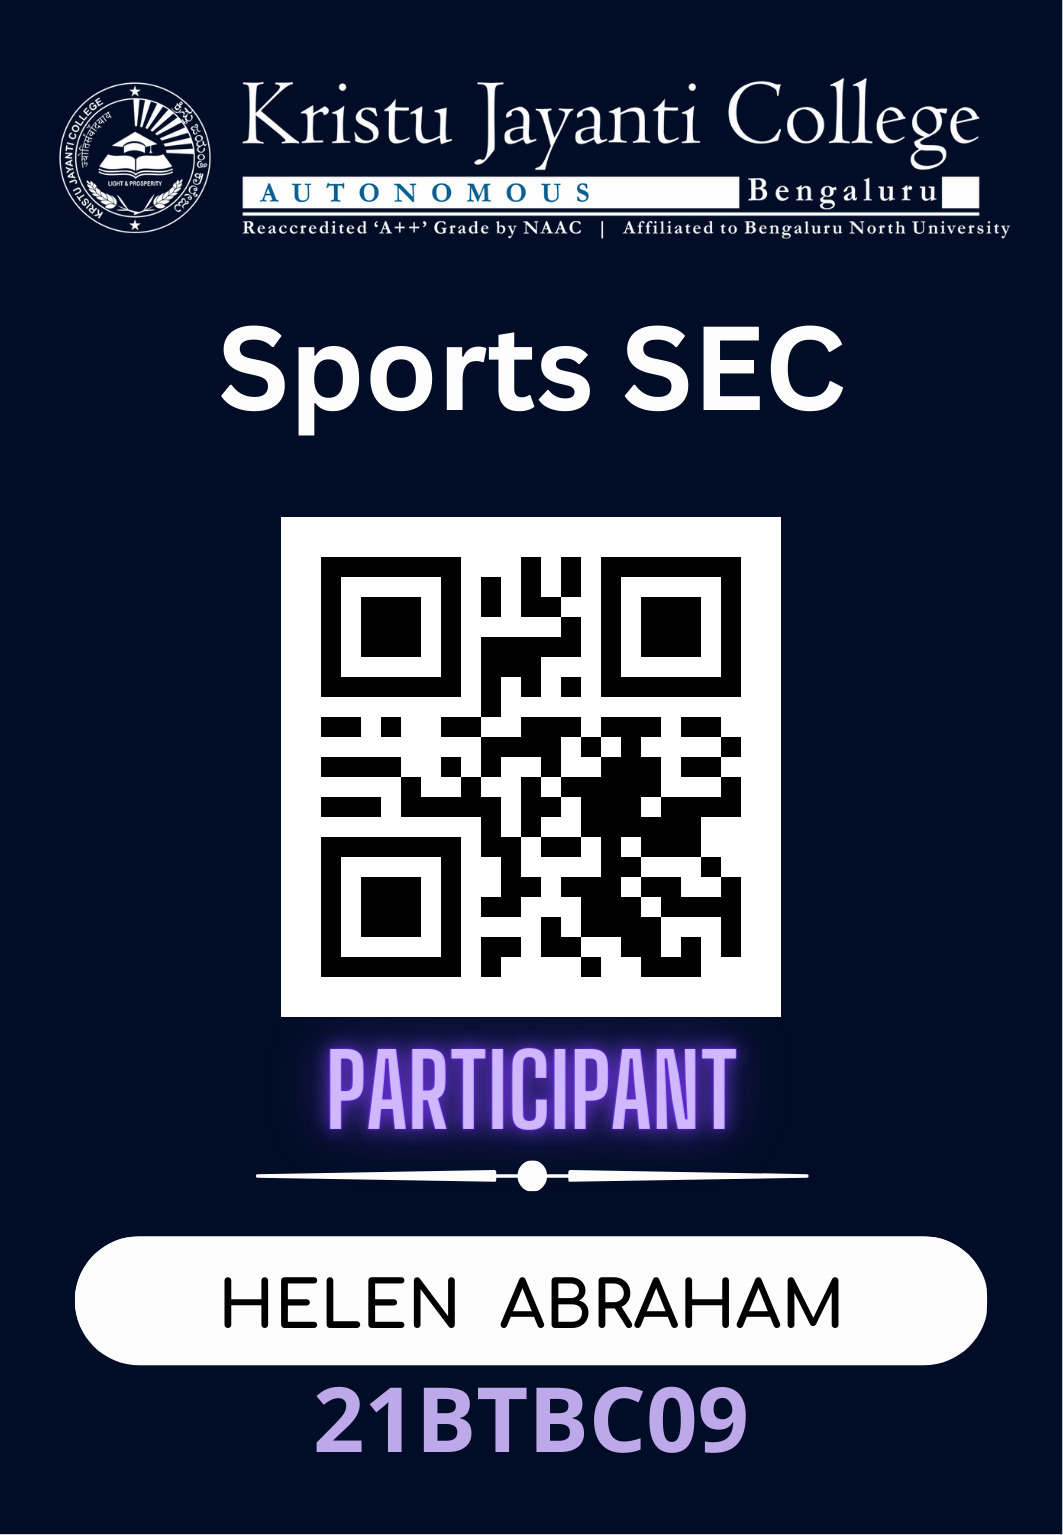 KRISTU JAYANTI COLLEGE
LIGHT & PROSPERITY
Kristu Jayanti College
AUTONOMOUS Bengaluru
Reaccredited ‘A++’ Grade by NAAC | Affiliated to Bengaluru North University
Sports SEC
PARTICIPANT
HELEN ABRAHAM
21BTBC09